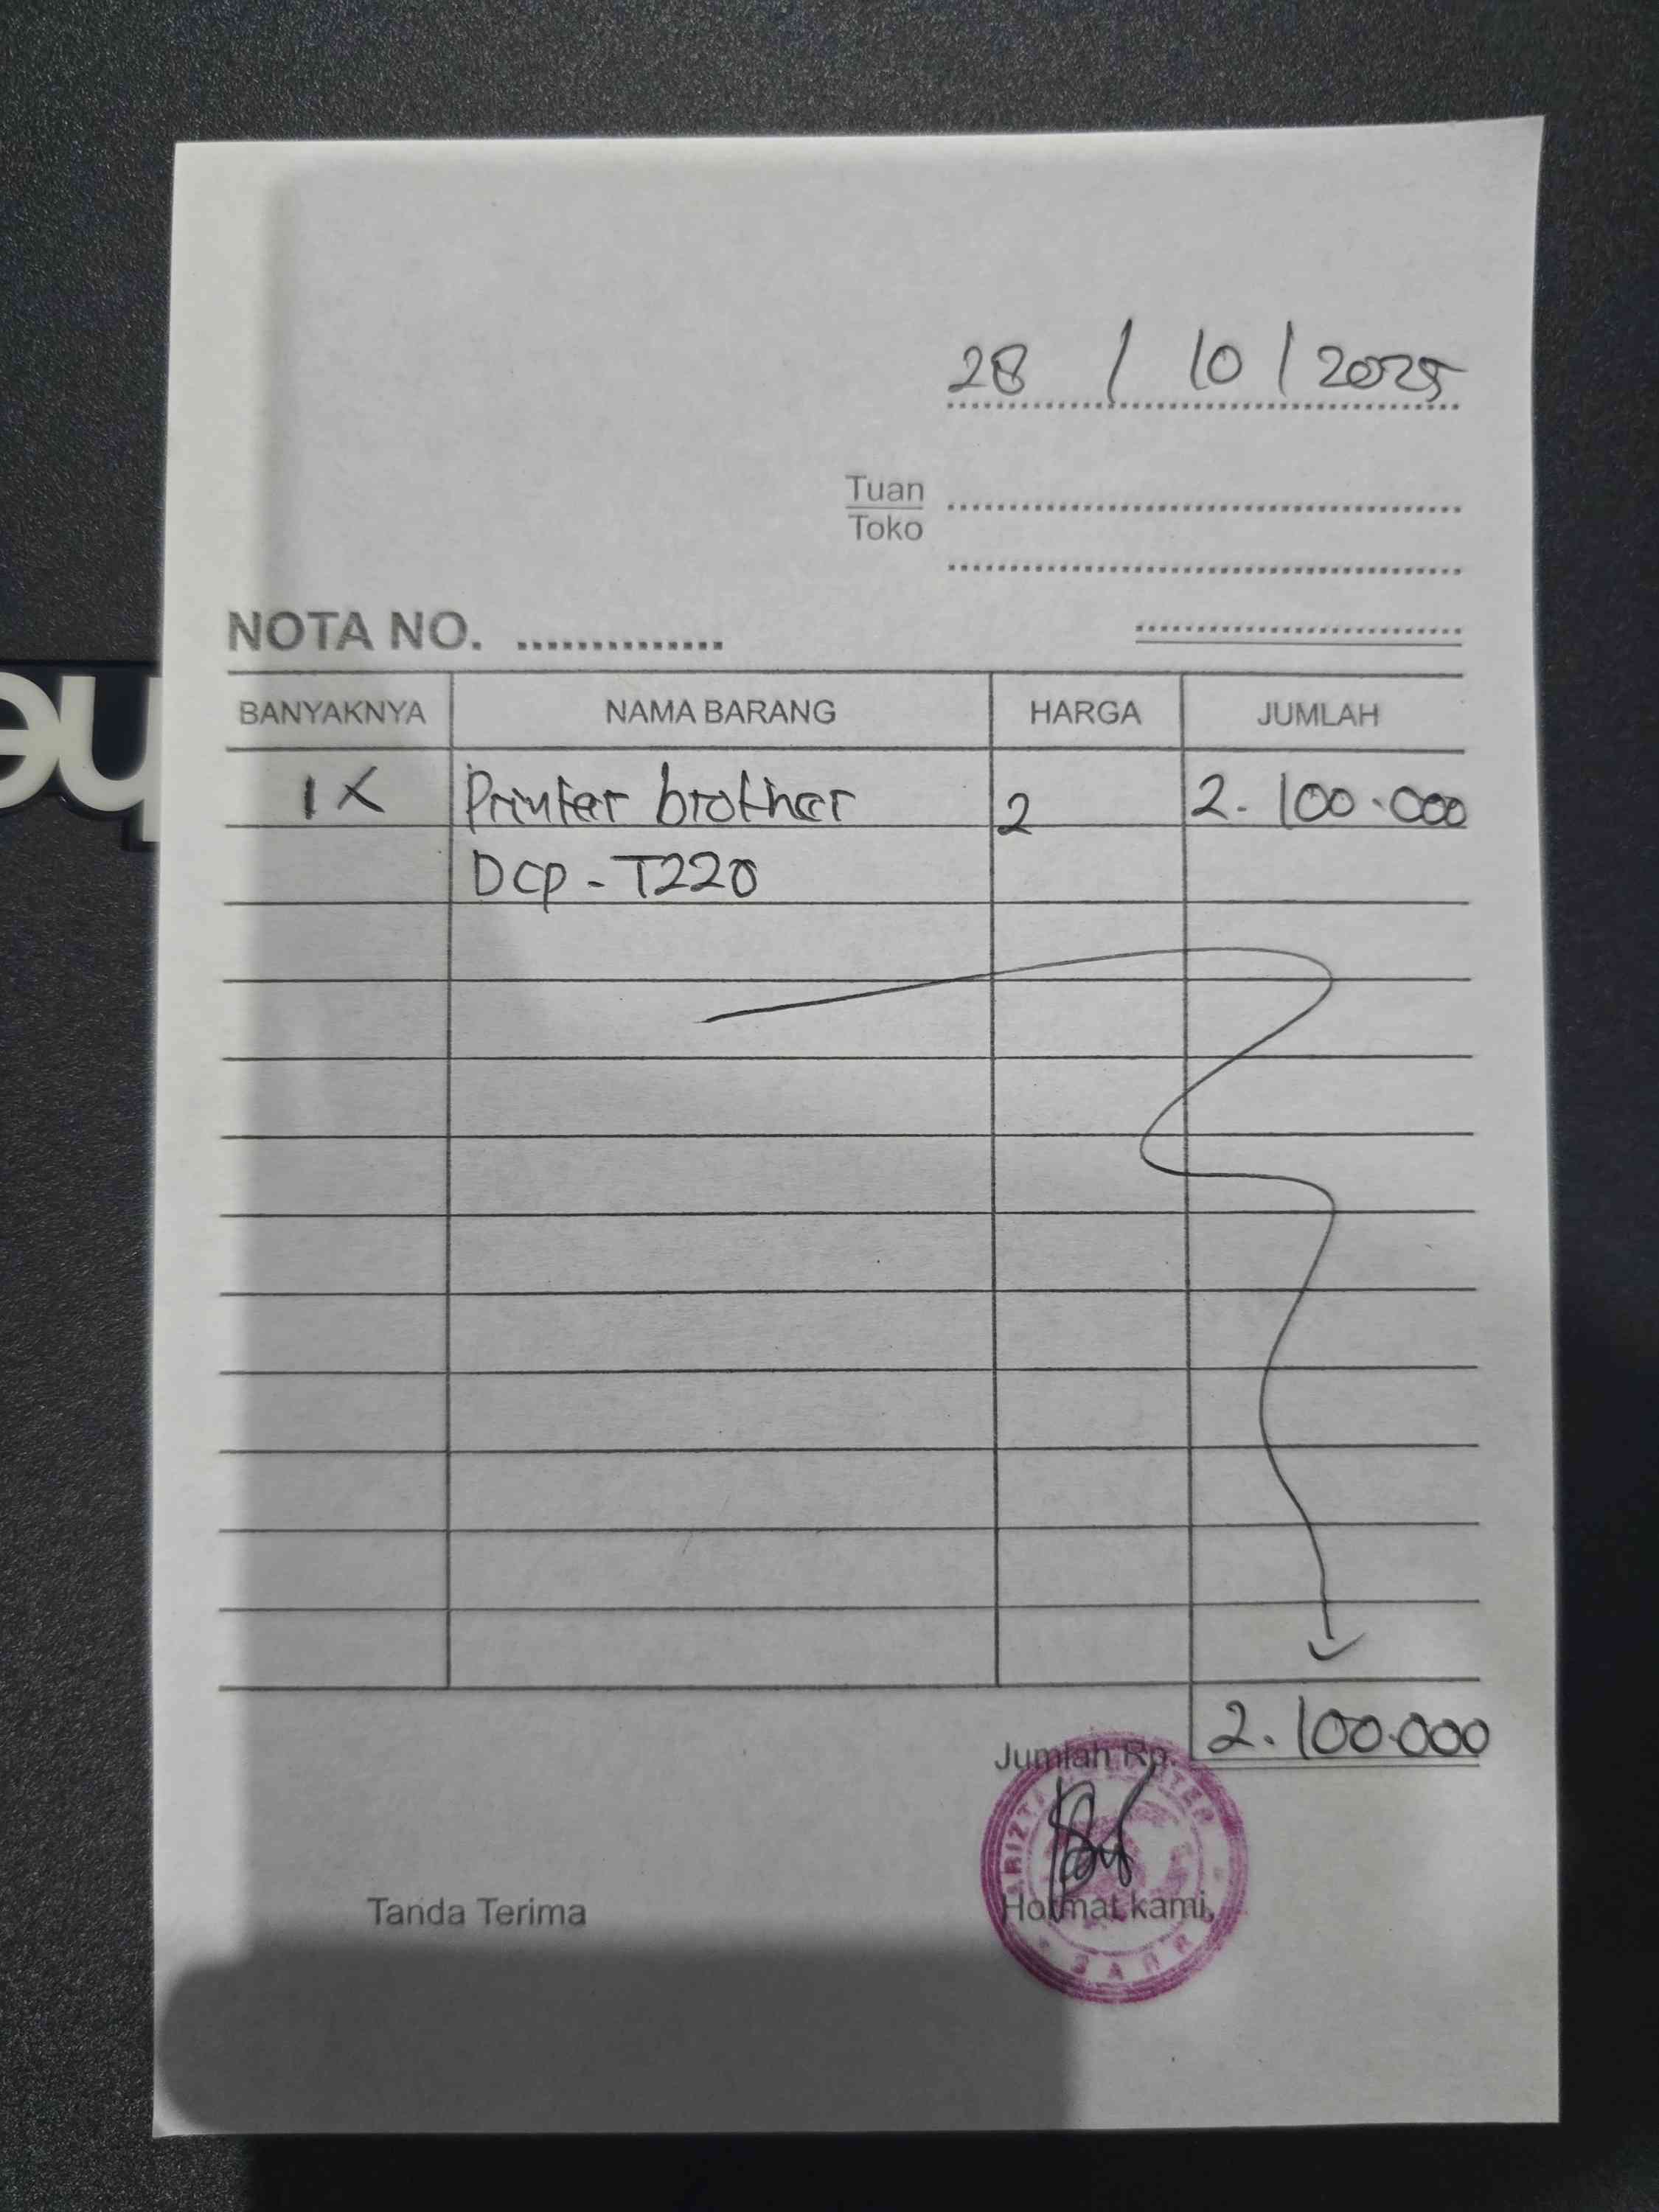 28 / 10 / 2025
Tuan
Toko
NOTA NO.
BANYAKNYA NAMA BARANG HARGA JUMLAH
1X Printer brother 2 2.100.000
DCP - T220
Jumlah Rp. 2.100.000
Tanda Terima Hormat kami,